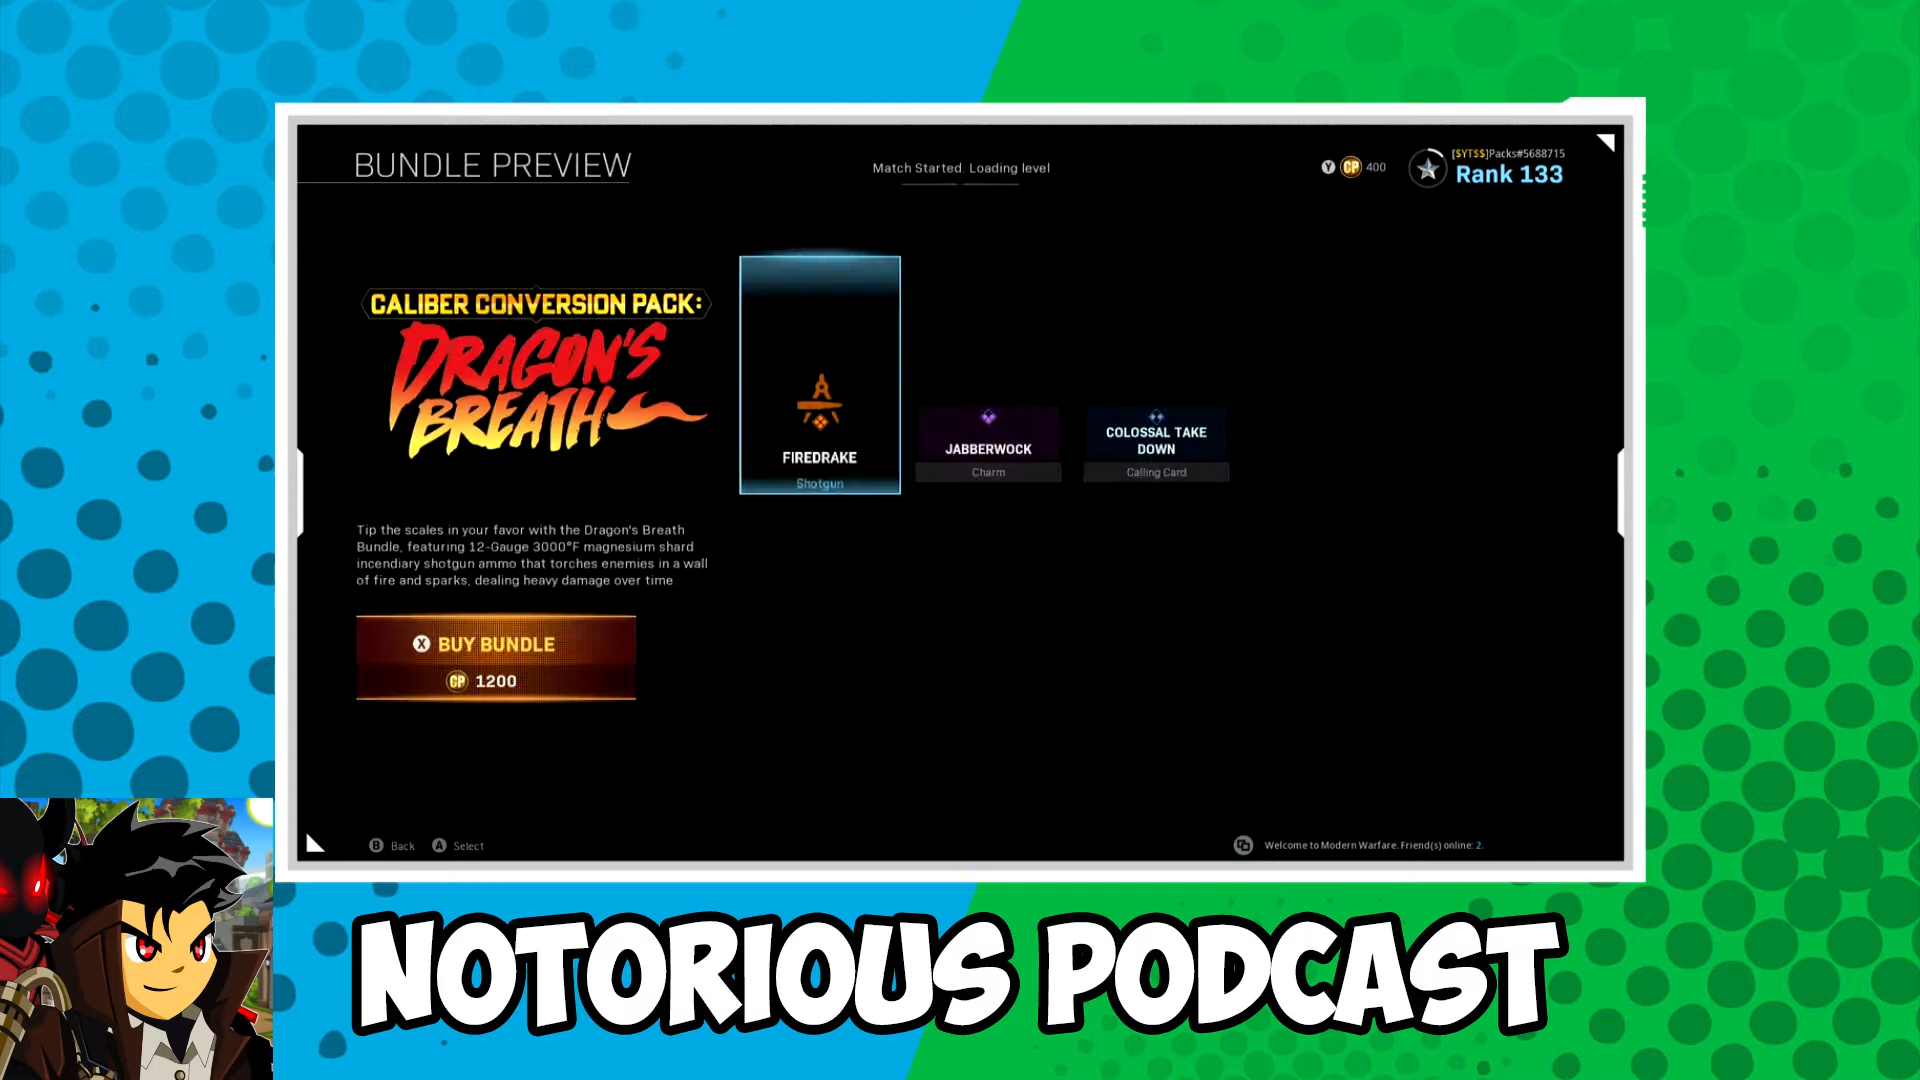 BUNDLE PREVIEW
Match Started. Loading level
Y CP 400
[$YT$$]Packs#5688715
Rank 133
CALIBER CONVERSION PACK:
DRAGON'S
BREATH
FIREDRAKE
Shotgun
JABBERWOCK
Charm
COLOSSAL TAKE
DOWN
Calling Card
Tip the scales in your favor with the Dragon's Breath
Bundle, featuring 12-Gauge 3000°F magnesium shard
incendiary shotgun ammo that torches enemies in a wall
of fire and sparks, dealing heavy damage over time.
X BUY BUNDLE
CP 1200
B Back A Select
Welcome to Modern Warfare. Friend(s) online: 2.
NOTORIOUS PODCAST